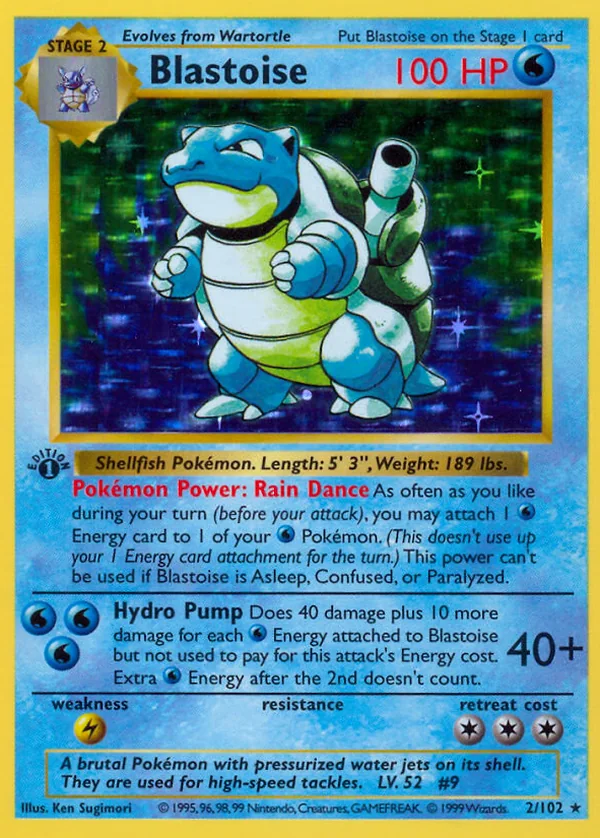 Evolves from Wartortle
Put Blastoise on the Stage 1 card
STAGE 2
Blastoise
100 HP
EDITION
1
Shellfish Pokémon. Length: 5' 3", Weight: 189 lbs.
Pokémon Power: Rain Dance As often as you like
during your turn (before your attack), you may attach 1
Energy card to 1 of your Pokémon. (This doesn't use up
your 1 Energy card attachment for the turn.) This power can't
be used if Blastoise is Asleep, Confused, or Paralyzed.
Hydro Pump Does 40 damage plus 10 more
damage for each Energy attached to Blastoise
but not used to pay for this attack's Energy cost.
Extra Energy after the 2nd doesn't count.
40+
weakness
resistance
retreat cost
A brutal Pokémon with pressurized water jets on its shell.
They are used for high-speed tackles. LV. 52 #9
Illus. Ken Sugimori
© 1995, 96, 98, 99 Nintendo, Creatures, GAMEFREAK. © 1999 Wizards.
2/102 ★